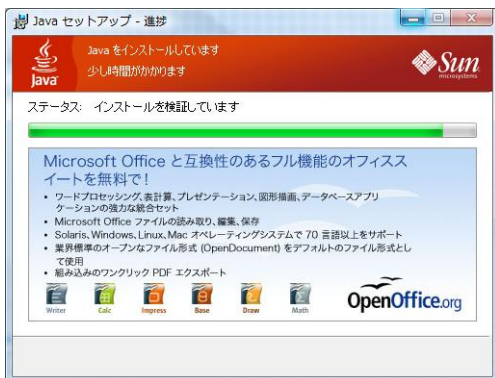 Java セットアップ - 進捗
Java をインストールしています
少し時間がかかります
Java
Sun
microsystems
ステータス: インストールを検証しています
Microsoft Office と互換性のあるフル機能のオフィスス
イートを無料で!
• ワードプロセッシング、表計算、プレゼンテーション、図形描画、データベースアプリ
ケーションの強力な統合セット
• Microsoft Office ファイルの読み取り、編集、保存
• Solaris、Windows、Linux、Mac オペレーティングシステムで 70 言語以上をサポート
• 業界標準のオープンなファイル形式 (OpenDocument) をデフォルトのファイル形式とし
て使用
• 組み込みのワンクリック PDF エクスポート
Writer Calc Impress Base Draw Math
OpenOffice.org